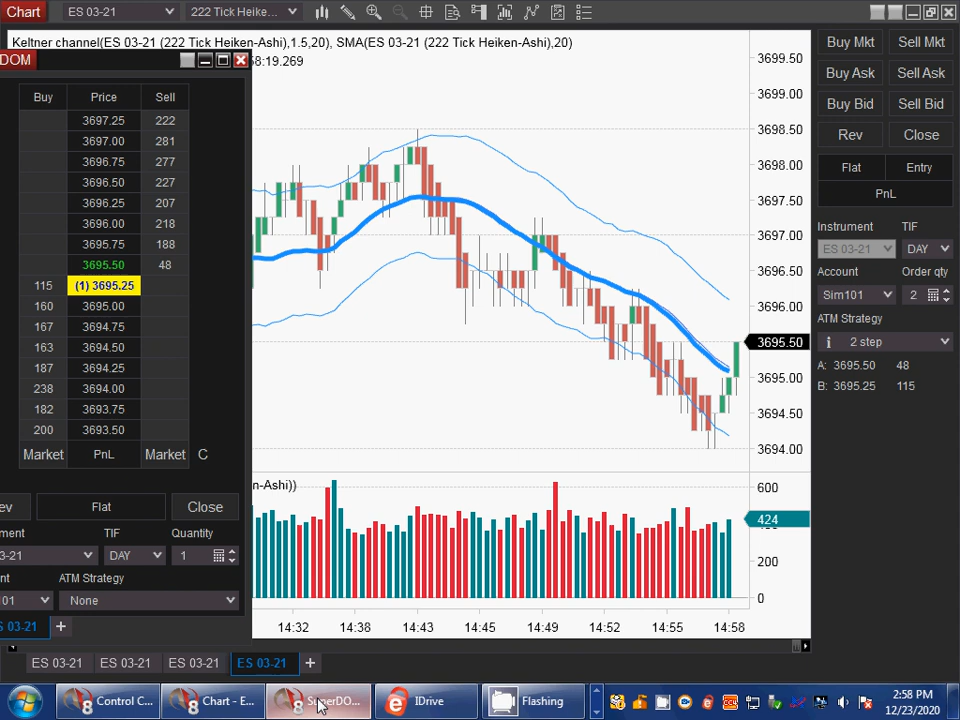 Chart ES 03-21 222 Tick Heike...
Keltner channel(ES 03-21 (222 Tick Heiken-Ashi),1.5,20), SMA(ES 03-21 (222 Tick Heiken-Ashi),20)
58:19.269
DOM
Buy Price Sell
3697.25 222
3697.00 281
3696.75 277
3696.50 227
3696.25 207
3696.00 218
3695.75 188
3695.50 48
115 (1) 3695.25
160 3695.00
167 3694.75
163 3694.50
187 3694.25
238 3694.00
182 3693.75
200 3693.50
Market PnL Market C
ev Flat Close
ment TIF Quantity
3-21 DAY 1
nt ATM Strategy
101 None
S 03-21 +
3699.50
3699.00
3698.50
3698.00
3697.50
3697.00
3696.50
3696.00
3695.50
3695.00
3694.50
3694.00
n-Ashi))
600
424
200
0
14:32 14:38 14:43 14:45 14:49 14:52 14:55 14:58
Buy Mkt Sell Mkt
Buy Ask Sell Ask
Buy Bid Sell Bid
Rev Close
Flat Entry
PnL
Instrument TIF
ES 03-21 DAY
Account Order qty
Sim101 2
ATM Strategy
2 step
A: 3695.50 48
B: 3695.25 115
ES 03-21 ES 03-21 ES 03-21 ES 03-21 +
Control C... Chart - E... SuperDO... IDrive Flashing
2:58 PM
12/23/2020